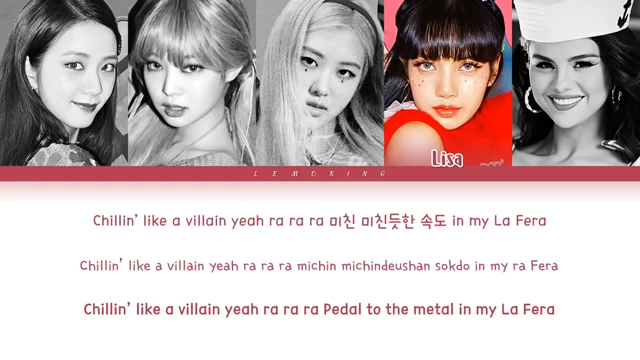 Lisa
LEMORING
Chillin' like a villain yeah ra ra ra 미친 미친듯한 속도 in my La Fera
Chillin' like a villain yeah ra ra ra michin michindeushan sokdo in my ra Fera
Chillin' like a villain yeah ra ra ra Pedal to the metal in my La Fera